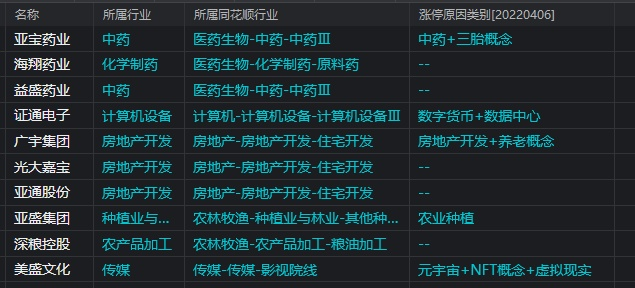 名称 所属行业 所属同花顺行业 涨停原因类别[20220406]
亚宝药业 中药 医药生物-中药-中药Ⅲ 中药+三胎概念
海翔药业 化学制药 医药生物-化学制药-原料药 --
益盛药业 中药 医药生物-中药-中药Ⅲ --
证通电子 计算机设备 计算机-计算机设备-计算机设备Ⅲ 数字货币+数据中心
广宇集团 房地产开发 房地产-房地产开发-住宅开发 房地产开发+养老概念
光大嘉宝 房地产开发 房地产-房地产开发-住宅开发 --
亚通股份 房地产开发 房地产-房地产开发-住宅开发 --
亚盛集团 种植业与... 农林牧渔-种植业与林业-其他种... 农业种植
深粮控股 农产品加工 农林牧渔-农产品加工-粮油加工 --
美盛文化 传媒 传媒-传媒-影视院线 元宇宙+NFT概念+虚拟现实